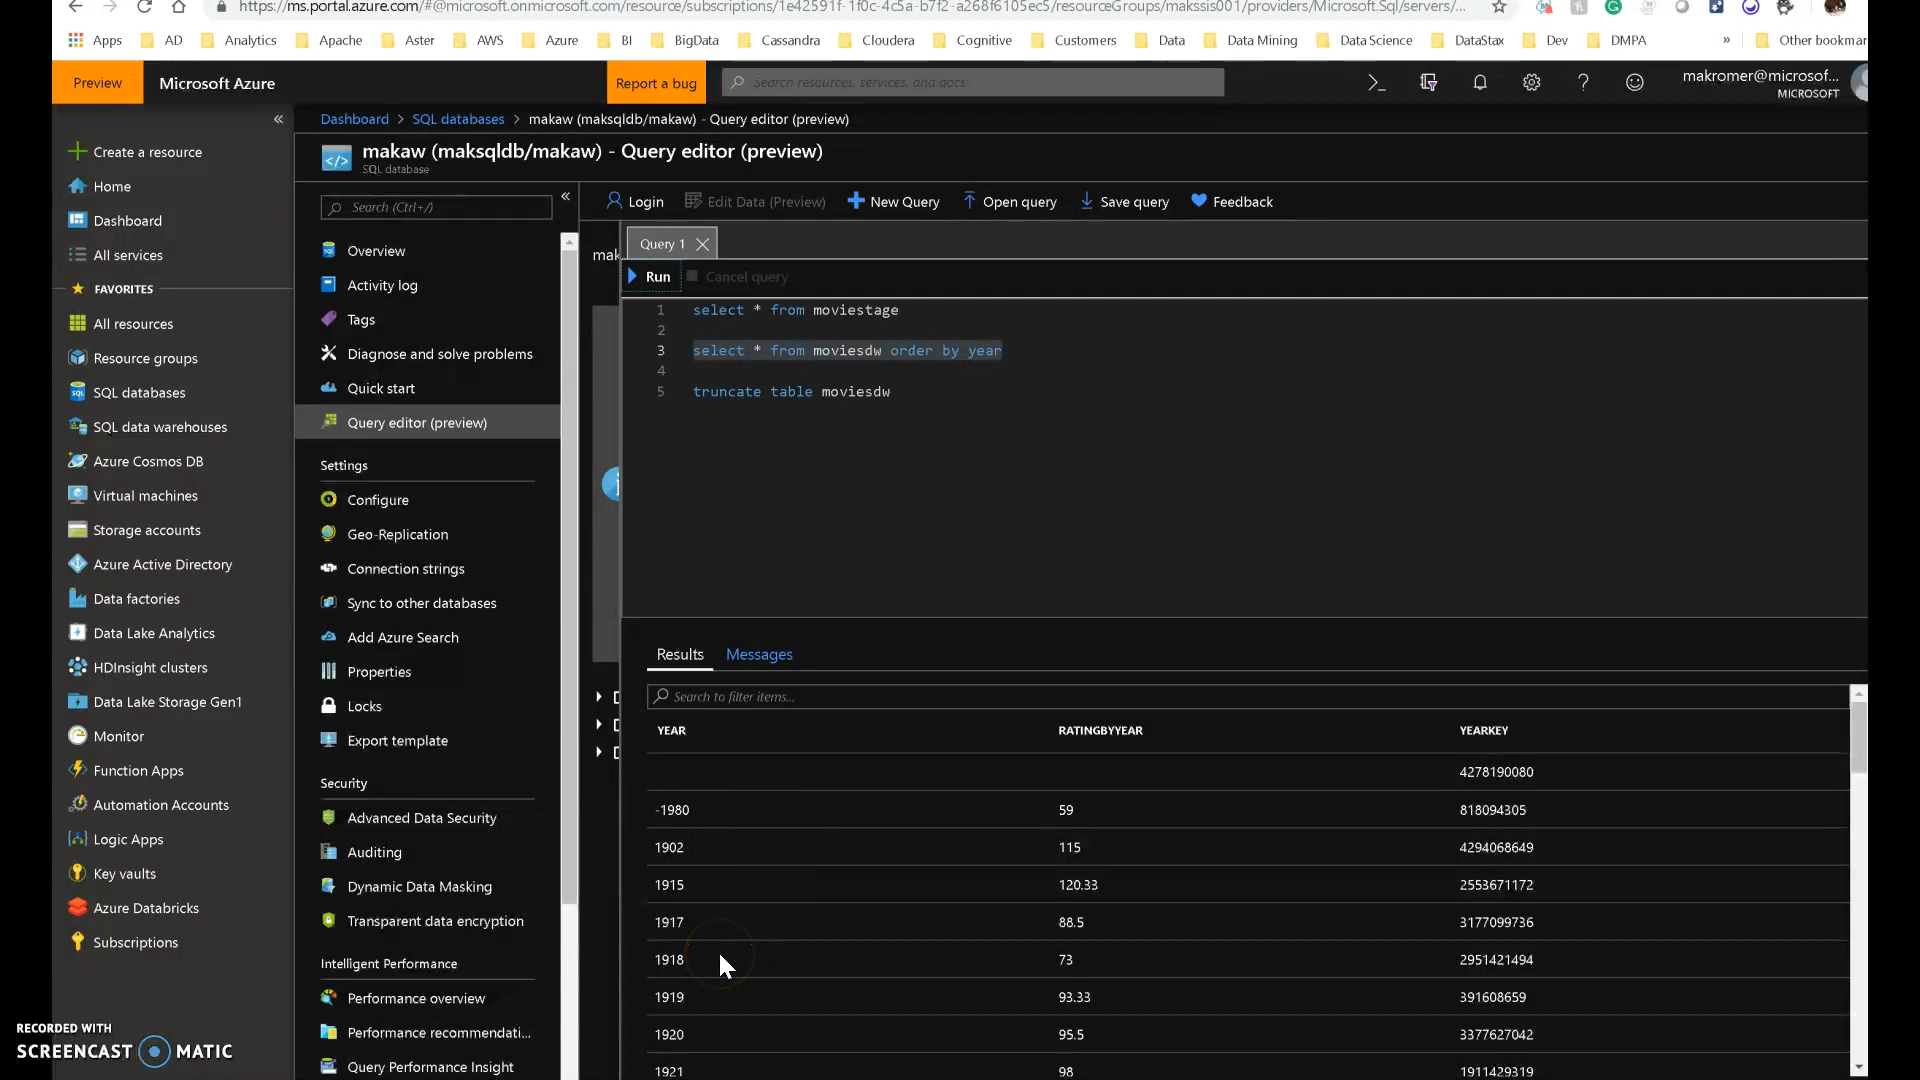 https://ms.portal.azure.com/#@microsoft.onmicrosoft.com/resource/subscriptions/1e42591f-1f0c-4c5a-b7f2-a268f6105ec5/resourceGroups/makssis001/providers/Microsoft.Sql/servers/...
Apps AD Analytics Apache Aster AWS Azure BI BigData Cassandra Cloudera Cognitive Customers Data Data Mining Data Science DataStax Dev DMPA » Other bookmar
Preview Microsoft Azure Report a bug Search resources, services, and docs makromer@microsof...
MICROSOFT
«
Dashboard > SQL databases > makaw (maksqldb/makaw) - Query editor (preview)
makaw (maksqldb/makaw) - Query editor (preview)
SQL database
Create a resource
Home
Dashboard
All services
FAVORITES
All resources
Resource groups
SQL databases
SQL data warehouses
Azure Cosmos DB
Virtual machines
Storage accounts
Azure Active Directory
Data factories
Data Lake Analytics
HDInsight clusters
Data Lake Storage Gen1
Monitor
Function Apps
Automation Accounts
Logic Apps
Key vaults
Azure Databricks
Subscriptions
Search (Ctrl+/)
«
Overview
Activity log
Tags
Diagnose and solve problems
Quick start
Query editor (preview)
Settings
Configure
Geo-Replication
Connection strings
Sync to other databases
Add Azure Search
Properties
Locks
Export template
Security
Advanced Data Security
Auditing
Dynamic Data Masking
Transparent data encryption
Intelligent Performance
Performance overview
Performance recommendati...
Query Performance Insight
Login Edit Data (Preview) New Query Open query Save query Feedback
mak
Query 1
Run Cancel query
1 select * from moviestage
2
3 select * from moviesdw order by year
4
5 truncate table moviesdw
Results Messages
Search to filter items...
YEAR RATINGBYYEAR YEARKEY
4278190080
-1980 59 818094305
1902 115 4294068649
1915 120.33 2553671172
1917 88.5 3177099736
1918 73 2951421494
1919 93.33 391608659
1920 95.5 3377627042
1921 98 1911429319
RECORDED WITH
SCREENCAST MATIC